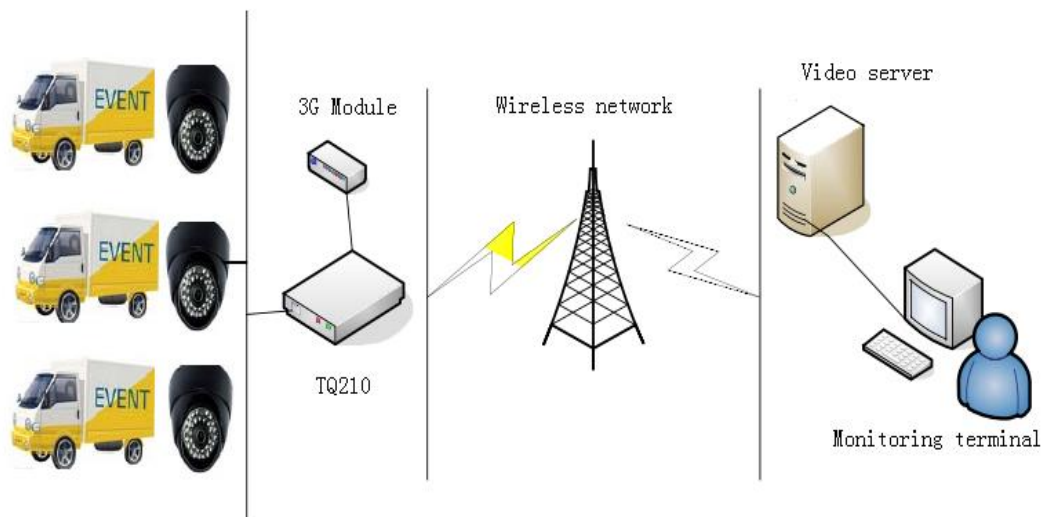 EVENT
EVENT
EVENT
3G Module
TQ210
Wireless network
Video server
Monitoring terminal